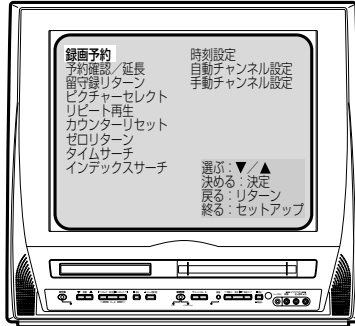 録画予約
予約確認／延長
留守録リターン
ピクチャーセレクト
リピート再生
カウンターリセット
ゼロリターン
タイムサーチ
インデックスサーチ
時刻設定
自動チャンネル設定
手動チャンネル設定
選ぶ：▼／▲
決める：決定
戻る：リターン
終る：セットアップ